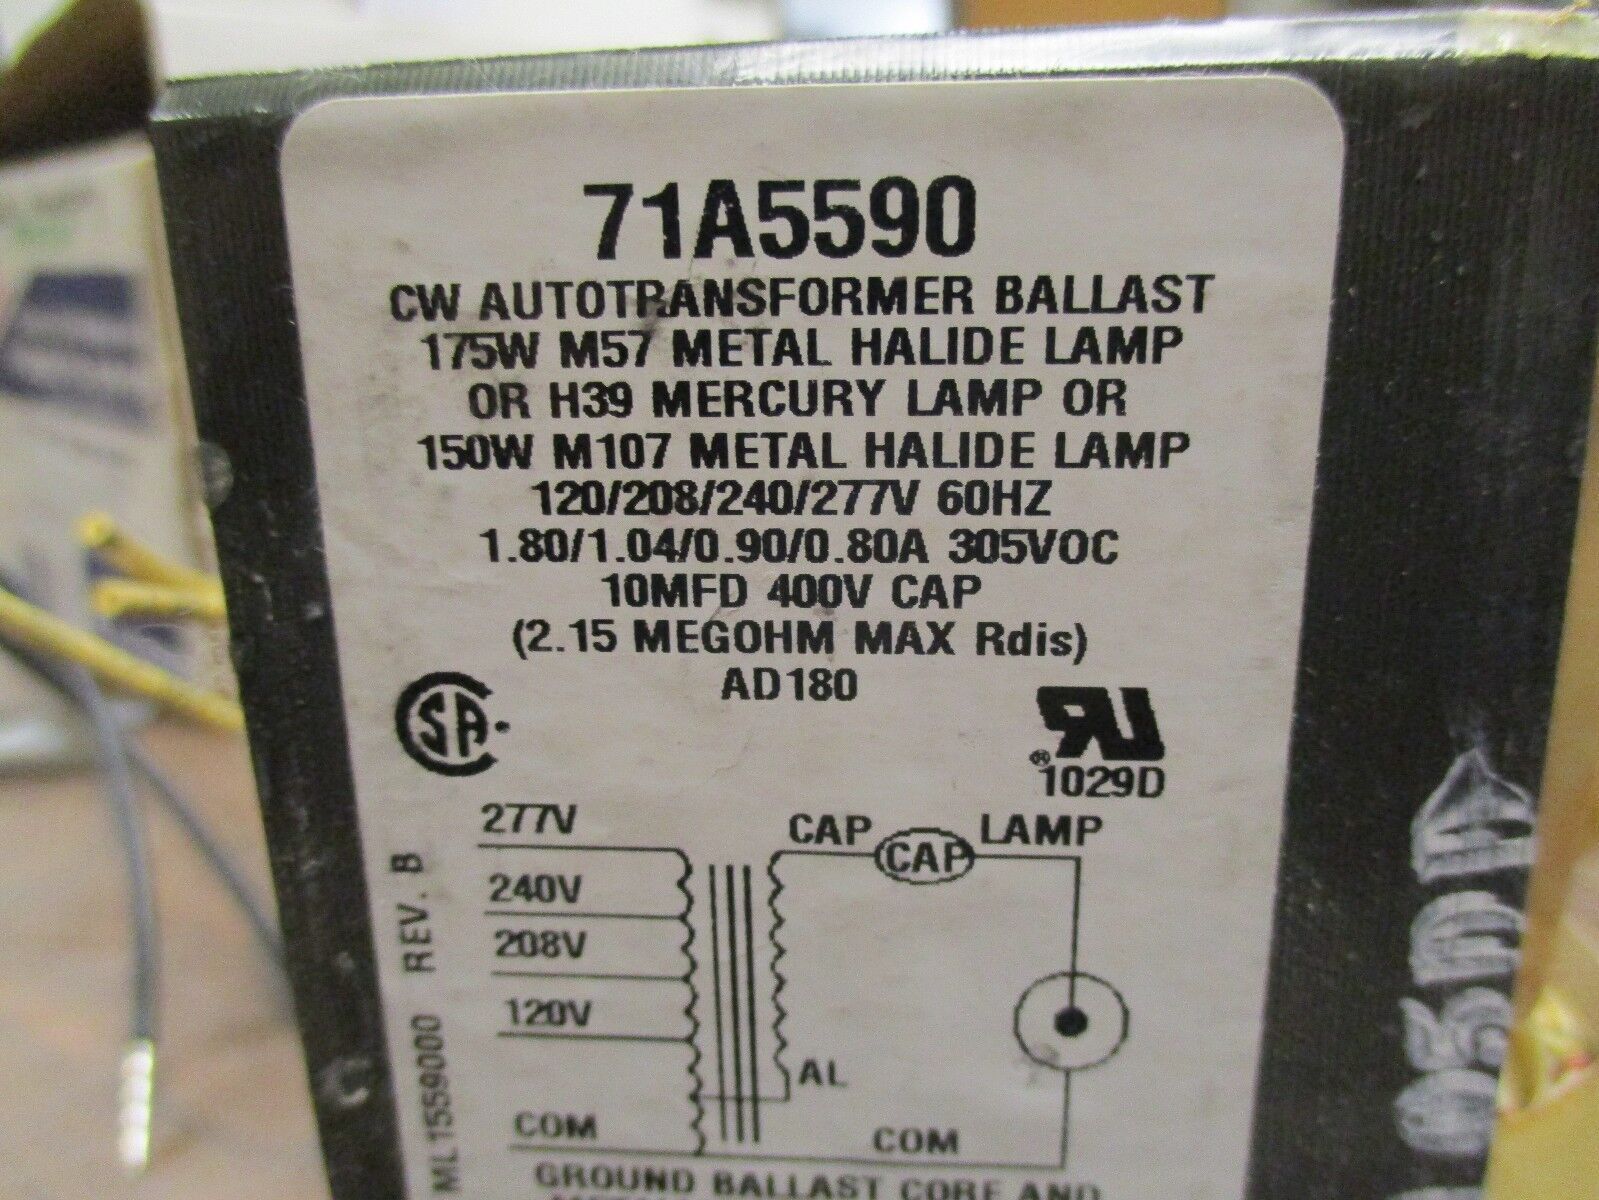 71A5590
CW AUTOTRANSFORMER BALLAST
175W M57 METAL HALIDE LAMP
OR H39 MERCURY LAMP OR
150W M107 METAL HALIDE LAMP
120/208/240/277V 60HZ
1.80/1.04/0.90/0.80A 305VOC
10MFD 400V CAP
(2.15 MEGOHM MAX Rdis)
AD180
SA
UR
®
1029D
277V
240V
208V
120V
COM
CAP
CAP
LAMP
AL
COM
GROUND BALLAST CORE AND
ML1559000 REV. B